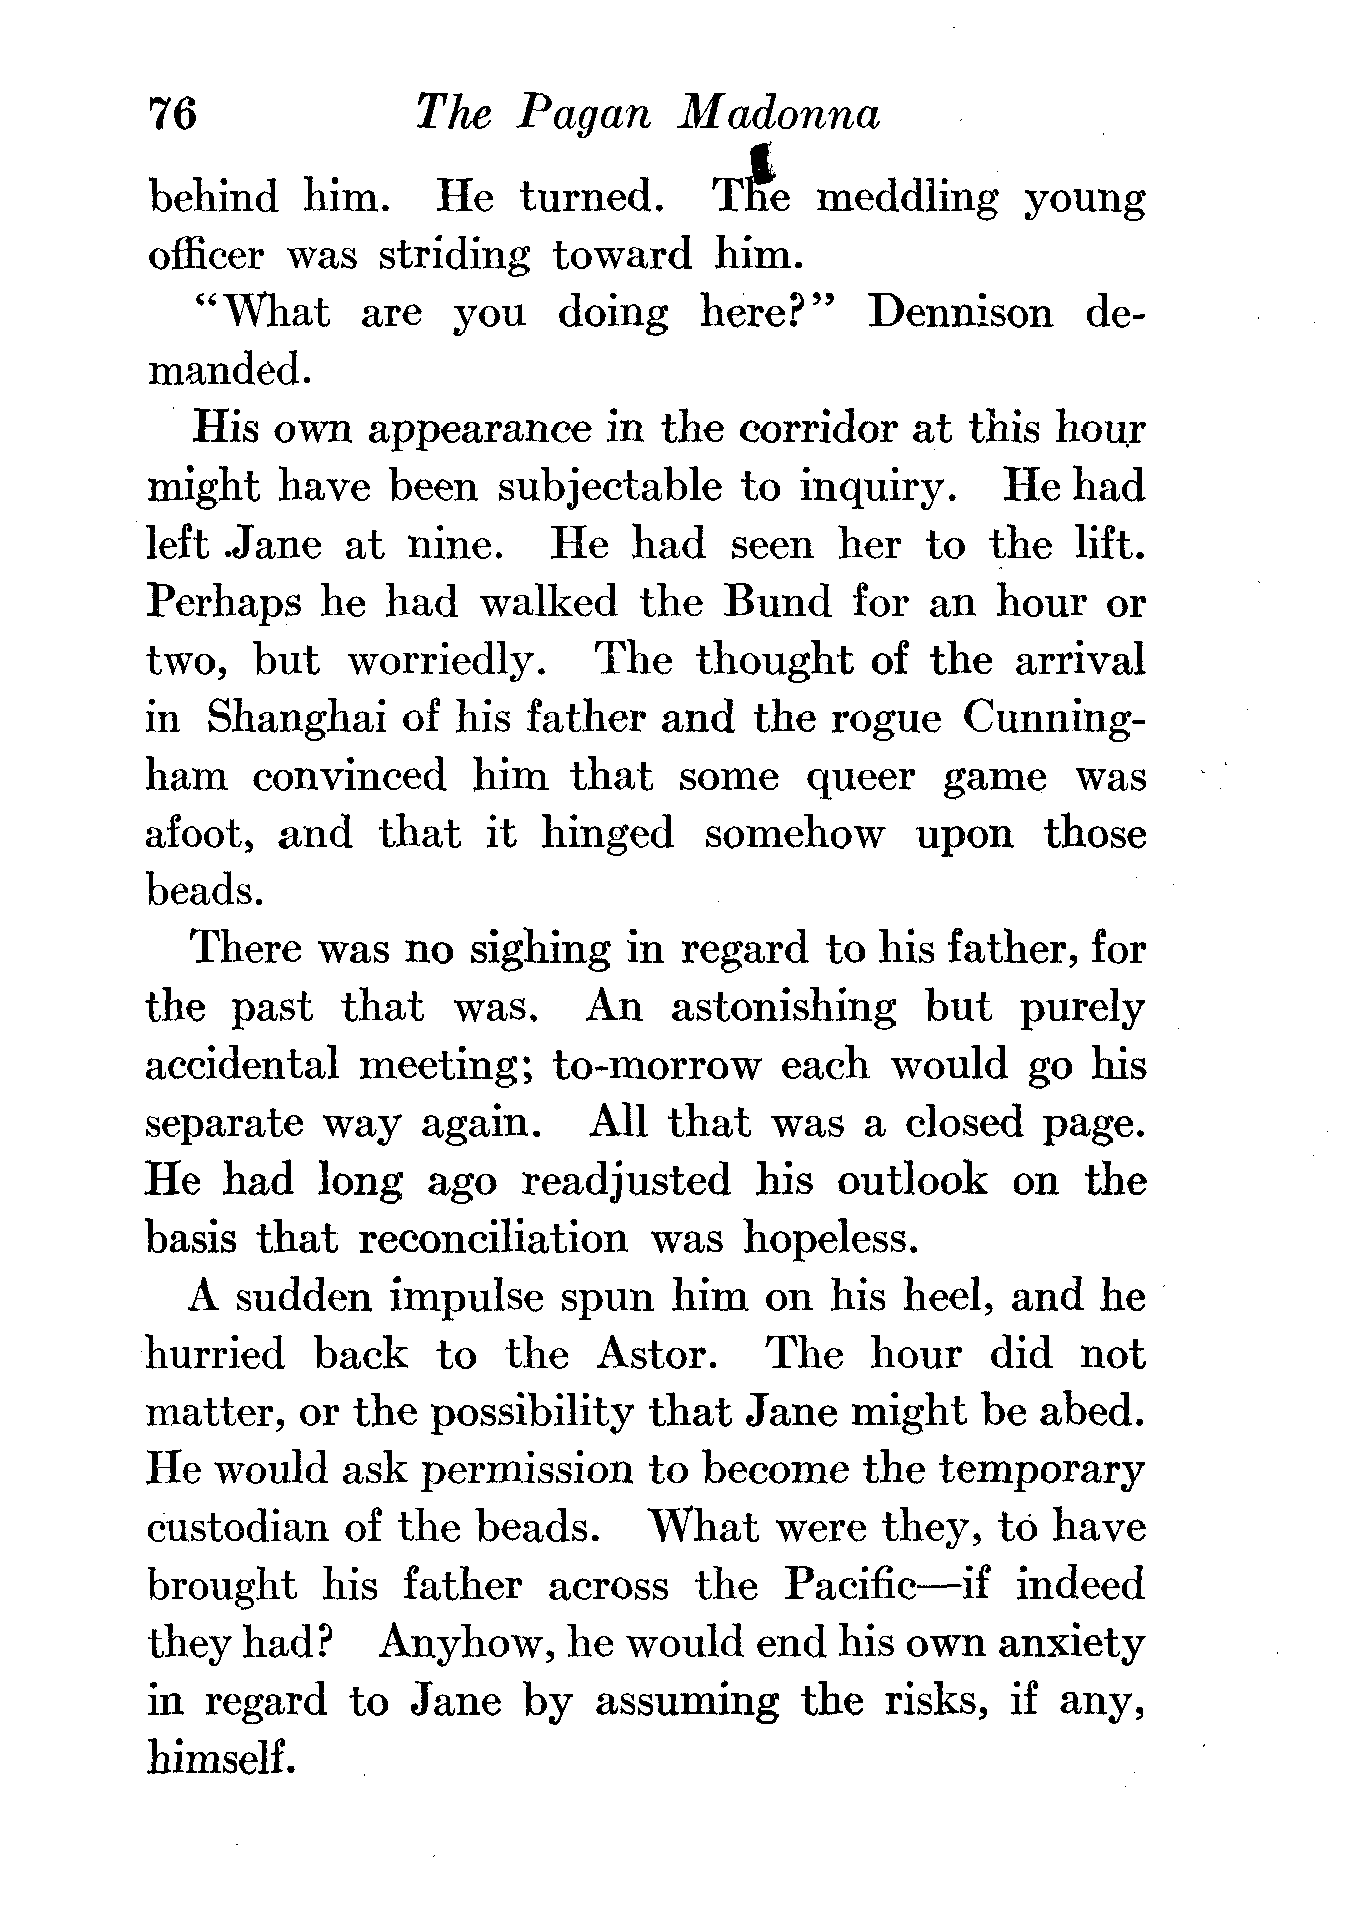 76 The Pagan Madonna
behind him. He turned. The meddling young
officer was striding toward him.
"What are you doing here?" Dennison de-
manded.
His own appearance in the corridor at this hour
might have been subjectable to inquiry. He had
left Jane at nine. He had seen her to the lift.
Perhaps he had walked the Bund for an hour or
two, but worriedly. The thought of the arrival
in Shanghai of his father and the rogue Cunning-
ham convinced him that some queer game was
afoot, and that it hinged somehow upon those
beads.
There was no sighing in regard to his father, for
the past that was. An astonishing but purely
accidental meeting; to-morrow each would go his
separate way again. All that was a closed page.
He had long ago readjusted his outlook on the
basis that reconciliation was hopeless.
A sudden impulse spun him on his heel, and he
hurried back to the Astor. The hour did not
matter, or the possibility that Jane might be abed.
He would ask permission to become the temporary
custodian of the beads. What were they, to have
brought his father across the Pacific—if indeed
they had? Anyhow, he would end his own anxiety
in regard to Jane by assuming the risks, if any,
himself.